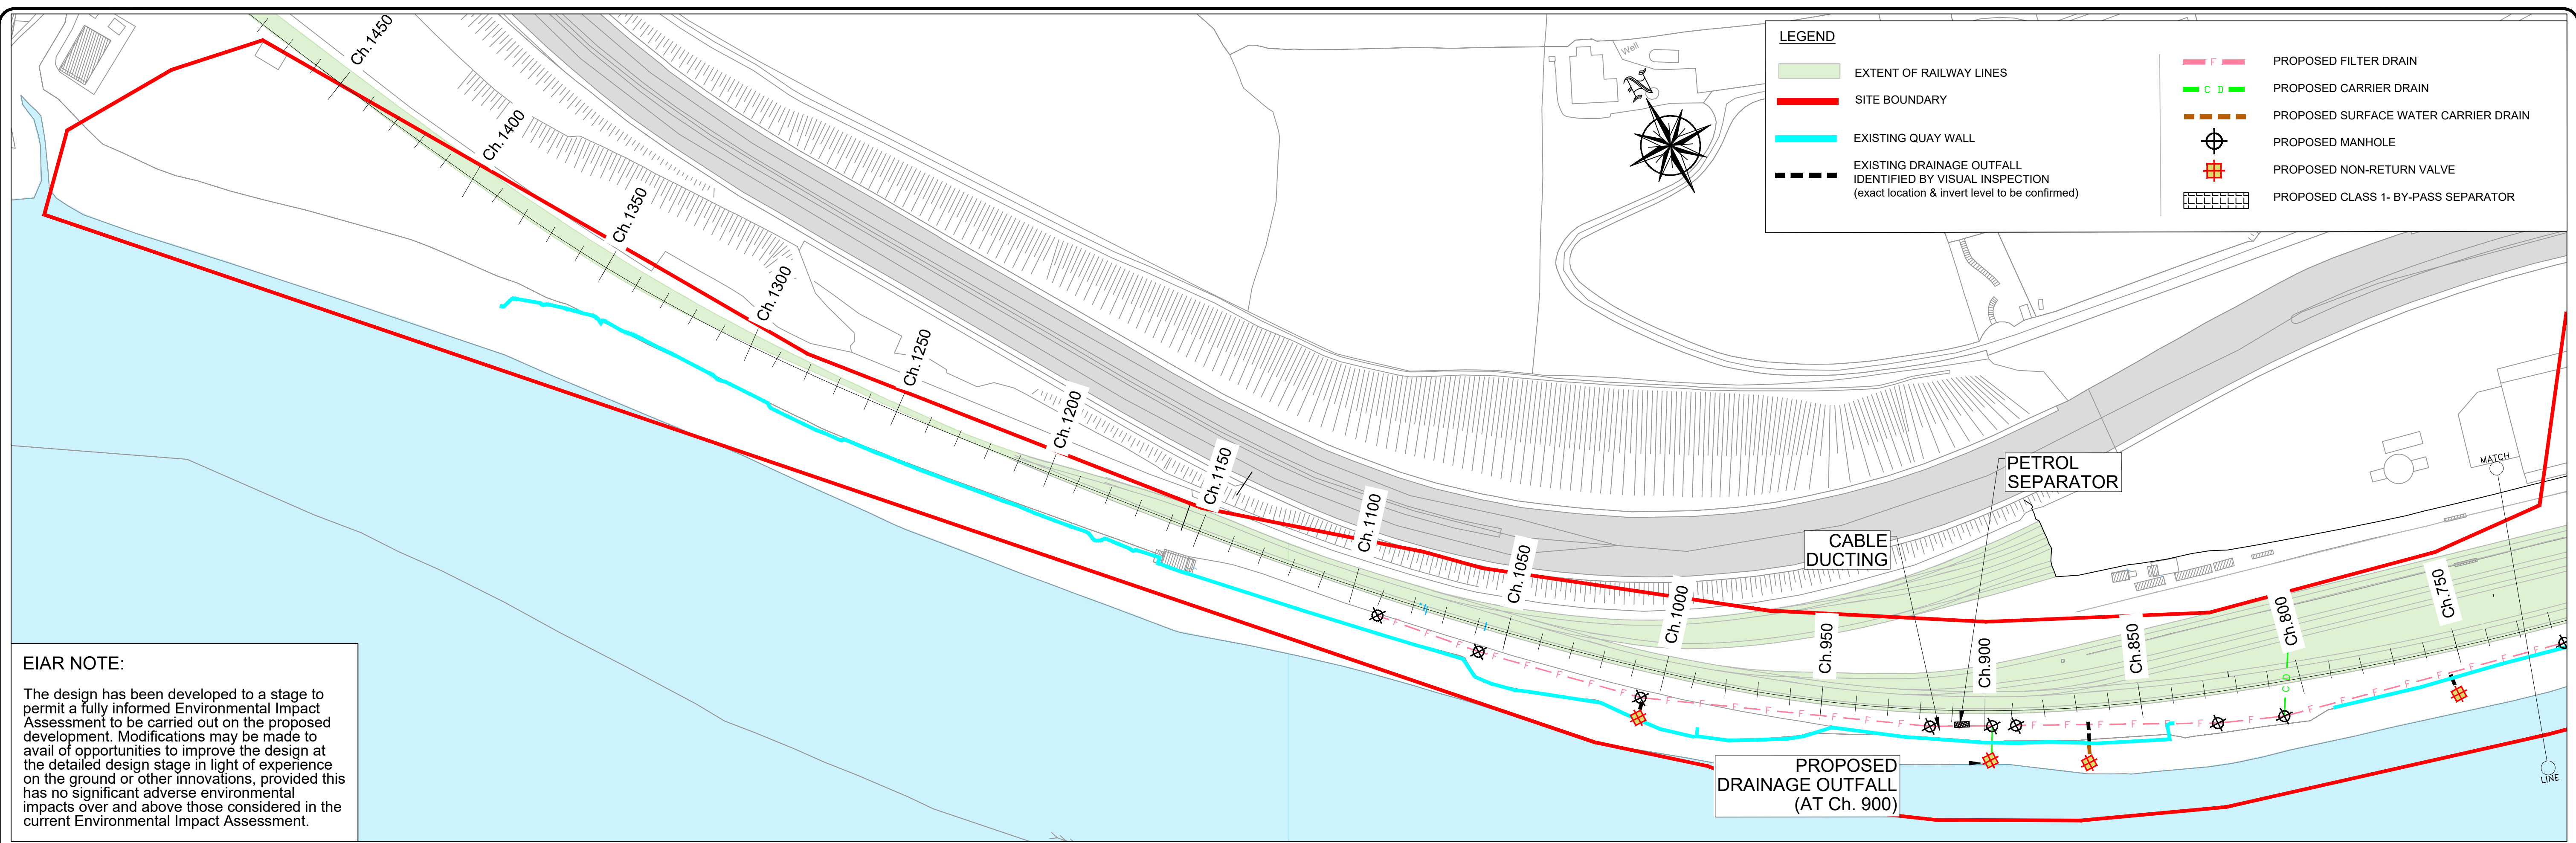 Ch.1450
Ch.1400
Ch.1350
Ch.1300
Ch.1250
Ch.1200
Ch.1150
Ch.1100
Ch.1050
Ch.1000
Ch.950
Ch.900
Ch.850
Ch.800
Ch.750
Well
N
LEGEND
EXTENT OF RAILWAY LINES
SITE BOUNDARY
EXISTING QUAY WALL
EXISTING DRAINAGE OUTFALL
IDENTIFIED BY VISUAL INSPECTION
(exact location & invert level to be confirmed)
F PROPOSED FILTER DRAIN
C D PROPOSED CARRIER DRAIN
PROPOSED SURFACE WATER CARRIER DRAIN
PROPOSED MANHOLE
PROPOSED NON-RETURN VALVE
PROPOSED CLASS 1- BY-PASS SEPARATOR
PETROL
SEPARATOR
CABLE
DUCTING
MATCH
LINE
C D
PROPOSED
DRAINAGE OUTFALL
(AT Ch. 900)
EIAR NOTE:
The design has been developed to a stage to
permit a fully informed Environmental Impact
Assessment to be carried out on the proposed
development. Modifications may be made to
avail of opportunities to improve the design at
the detailed design stage in light of experience
on the ground or other innovations, provided this
has no significant adverse environmental
impacts over and above those considered in the
current Environmental Impact Assessment.